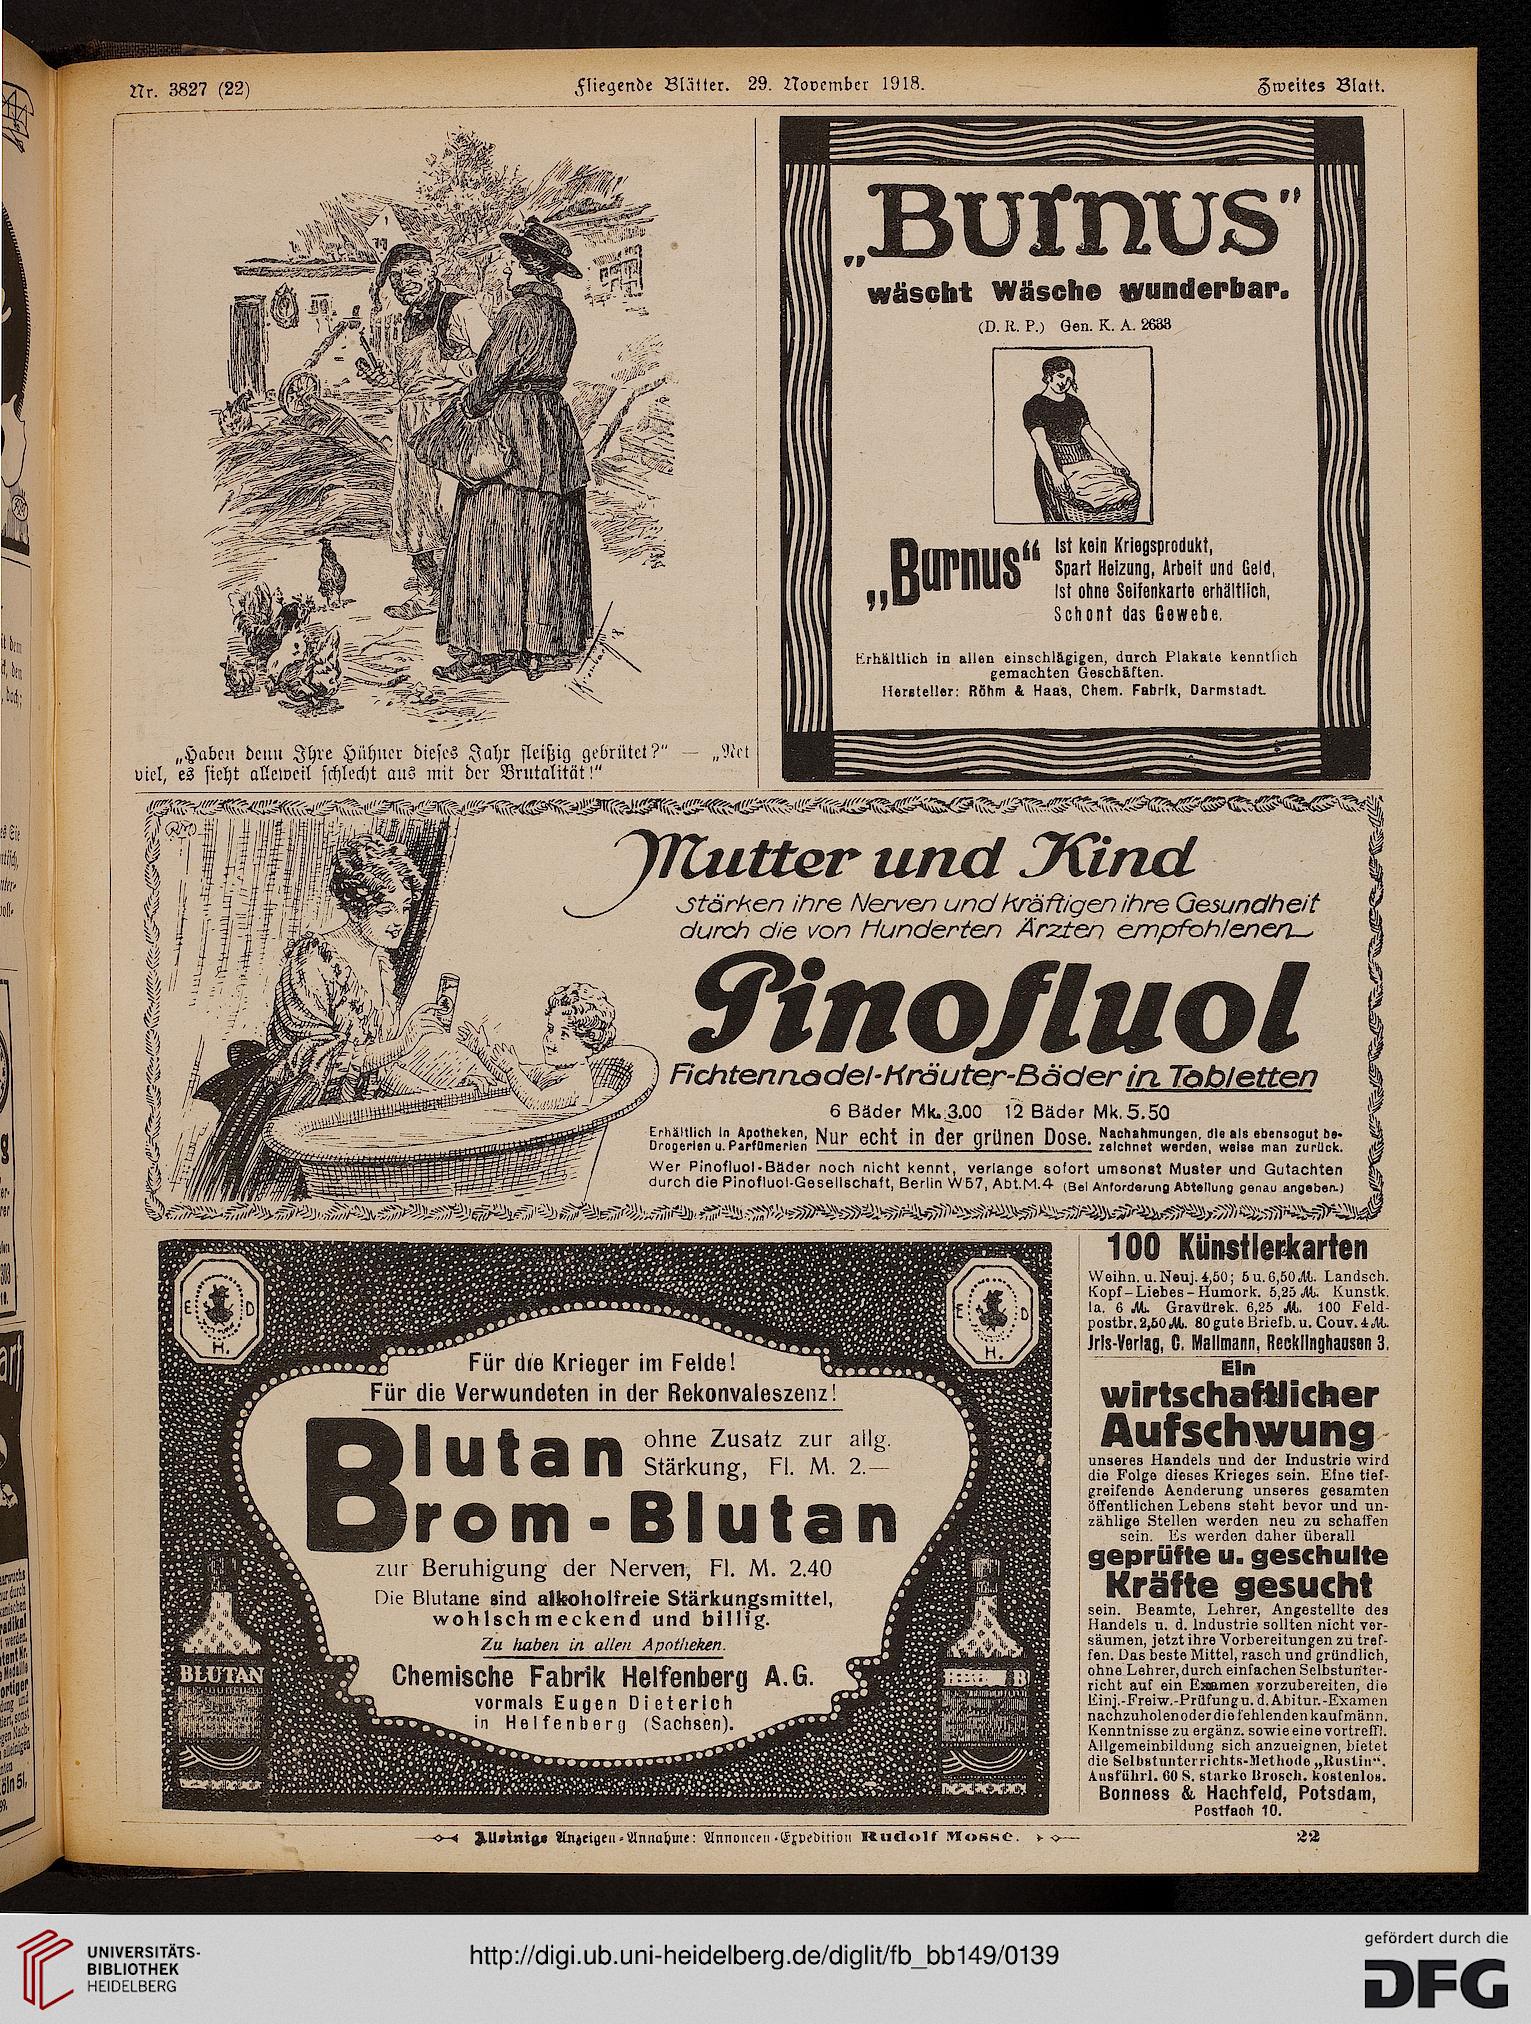 Nr. 3827 (22)
Fliegende Blätter. 29. November 1918.
Zweites Blatt.
„Haben denn Ihre Hühner dieses Jahr fleißig gebrütet?“ — „Net
viel, es sieht alleweil schlecht aus mit der Brutalität!“
„Burnus“
wäscht Wäsche wunderbar.
(D. R. P.) Gen. K. A. 2633
„Burnus“
Ist kein Kriegsprodukt,
Spart Heizung, Arbeit und Geld,
Ist ohne Seifenkarte erhältlich,
Schont das Gewebe.
Erhältlich in allen einschlägigen, durch Plakate kenntlich
gemachten Geschäften.
Hersteller: Röhm & Haas, Chem. Fabrik, Darmstadt.
Mutter und Kind
stärken ihre Nerven und kräftigen ihre Gesundheit
durch die von Hunderten Ärzten empfohlenen
Pinofluol
Fichtennadel-Kräuter-Bäder in Tabletten
6 Bäder Mk. 3.00 12 Bäder Mk. 5.50
Erhältlich in Apotheken,
Drogerien u. Parfümerien
Nur echt in der grünen Dose.
Nachahmungen, die als ebensogut be-
zeichnet werden, weise man zurück.
Wer Pinofluol-Bäder noch nicht kennt, verlange sofort umsonst Muster und Gutachten
durch die Pinofluol-Gesellschaft, Berlin W57, Abt. M.4 (Bei Anforderung Abteilung genau angeben.)
E D
H.
E D
H.
Für die Krieger im Felde!
Für die Verwundeten in der Rekonvaleszenz!
Blutan ohne Zusatz zur allg.
Stärkung, Fl. M. 2.—
Brom-Blutan
zur Beruhigung der Nerven, Fl. M. 2.40
Die Blutane sind alkoholfreie Stärkungsmittel,
wohlschmeckend und billig.
Zu haben in allen Apotheken.
Chemische Fabrik Helfenberg A.G.
vormals Eugen Dieterich
in Helfenberg (Sachsen).
BLUTAN
100 Künstlerkarten
Weihn. u. Neuj. 4,50; 5 u. 6,50 M. Landsch.
Kopf-Liebes-Humork. 5,25 M. Kunstk.
Ia. 6 M. Gravürek. 6,25 M. 100 Feld-
postbr. 2,50 M. 80 gute Briefb. u. Couv. 4 M.
Iris-Verlag, C. Mallmann, Recklinghausen 3.
Ein
wirtschaftlicher
Aufschwung
unseres Handels und der Industrie wird
die Folge dieses Krieges sein. Eine tief-
greifende Aenderung unseres gesamten
öffentlichen Lebens steht bevor und un-
zählige Stellen werden neu zu schaffen
sein. Es werden daher überall
geprüfte u. geschulte
Kräfte gesucht
sein. Beamte, Lehrer, Angestellte des
Handels u. d. Industrie sollten nicht ver-
säumen, jetzt ihre Vorbereitungen zu tref-
fen. Das beste Mittel, rasch und gründlich,
ohne Lehrer, durch einfachen Selbstunter-
richt auf ein Examen vorzubereiten, die
Einj.-Freiw.-Prüfung u. d. Abitur.-Examen
nachzuholen oder die fehlenden kaufmänn.
Kenntnisse zu ergänz. sowie eine vortreffl.
Allgemeinbildung sich anzueignen, bietet
die Selbstunterrichts-Methode „Rustin“.
Ausführl. 60 S. starke Brosch. kostenlos.
Bonness & Hachfeld, Potsdam,
Postfach 10.
Alleinige Anzeigen-Annahme: Annoncen-Expedition Rudolf Mosse.
22
UNIVERSITÄTS-
BIBLIOTHEK
HEIDELBERG
http://digi.ub.uni-heidelberg.de/diglit/fb_bb149/0139
gefördert durch die
DFG